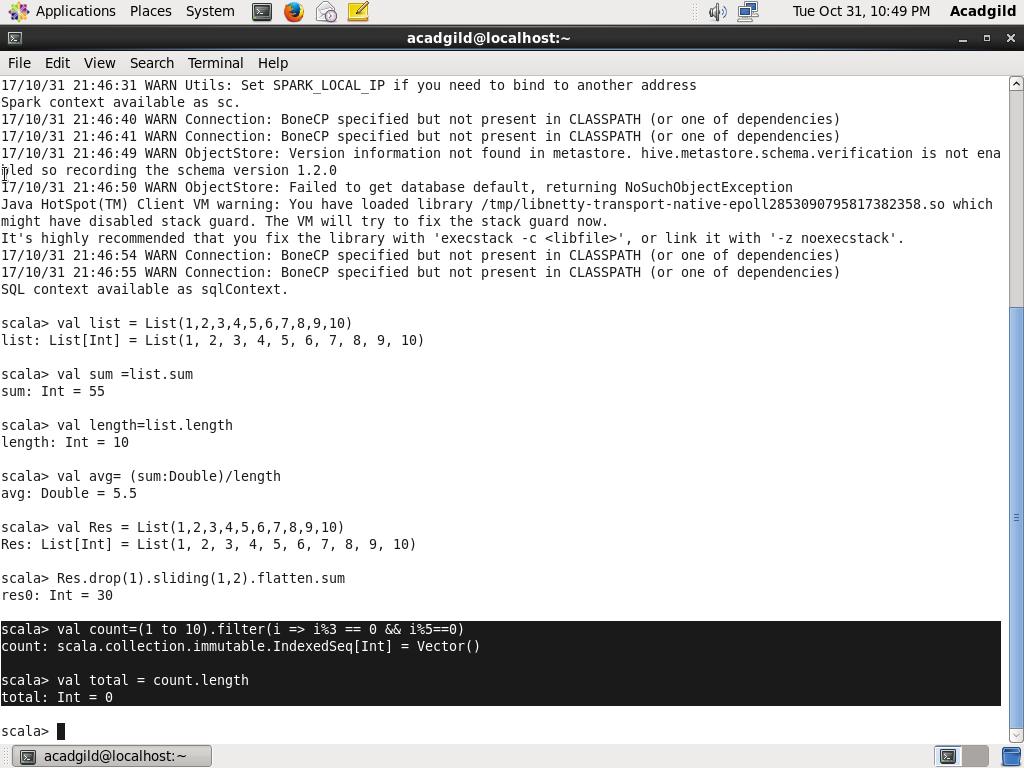 Applications Places System Tue Oct 31, 10:49 PM Acadgild
acadgild@localhost:~
File Edit View Search Terminal Help
17/10/31 21:46:31 WARN Utils: Set SPARK_LOCAL_IP if you need to bind to another address
Spark context available as sc.
17/10/31 21:46:40 WARN Connection: BoneCP specified but not present in CLASSPATH (or one of dependencies)
17/10/31 21:46:41 WARN Connection: BoneCP specified but not present in CLASSPATH (or one of dependencies)
17/10/31 21:46:49 WARN ObjectStore: Version information not found in metastore. hive.metastore.schema.verification is not ena
bled so recording the schema version 1.2.0
17/10/31 21:46:50 WARN ObjectStore: Failed to get database default, returning NoSuchObjectException
Java HotSpot(TM) Client VM warning: You have loaded library /tmp/libnetty-transport-native-epoll2853090795817382358.so which
might have disabled stack guard. The VM will try to fix the stack guard now.
It's highly recommended that you fix the library with 'execstack -c <libfile>', or link it with '-z noexecstack'.
17/10/31 21:46:54 WARN Connection: BoneCP specified but not present in CLASSPATH (or one of dependencies)
17/10/31 21:46:55 WARN Connection: BoneCP specified but not present in CLASSPATH (or one of dependencies)
SQL context available as sqlContext.
scala> val list = List(1,2,3,4,5,6,7,8,9,10)
list: List[Int] = List(1, 2, 3, 4, 5, 6, 7, 8, 9, 10)
scala> val sum =list.sum
sum: Int = 55
scala> val length=list.length
length: Int = 10
scala> val avg= (sum:Double)/length
avg: Double = 5.5
scala> val Res = List(1,2,3,4,5,6,7,8,9,10)
Res: List[Int] = List(1, 2, 3, 4, 5, 6, 7, 8, 9, 10)
scala> Res.drop(1).sliding(1,2).flatten.sum
res0: Int = 30
scala> val count=(1 to 10).filter(i => i%3 == 0 && i%5==0)
count: scala.collection.immutable.IndexedSeq[Int] = Vector()
scala> val total = count.length
total: Int = 0
scala>
acadgild@localhost:~